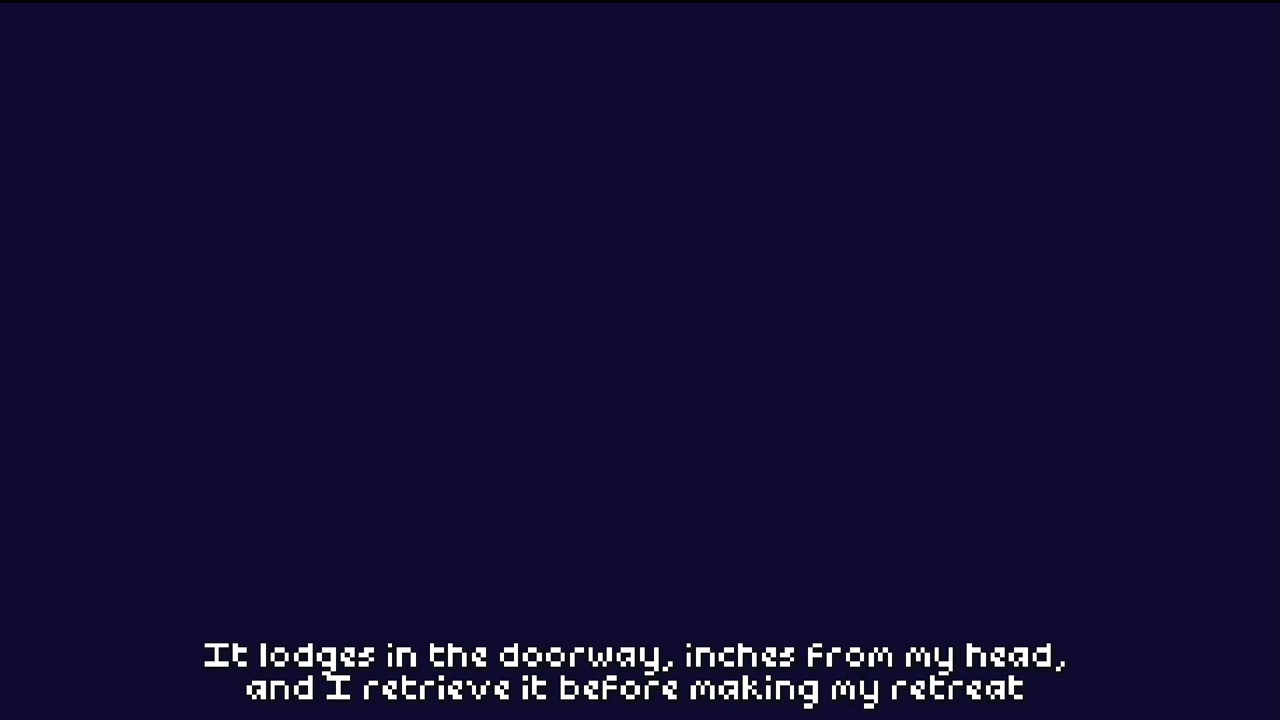 It lodges in the doorway, inches from my head,
and I retrieve it before making my retreat